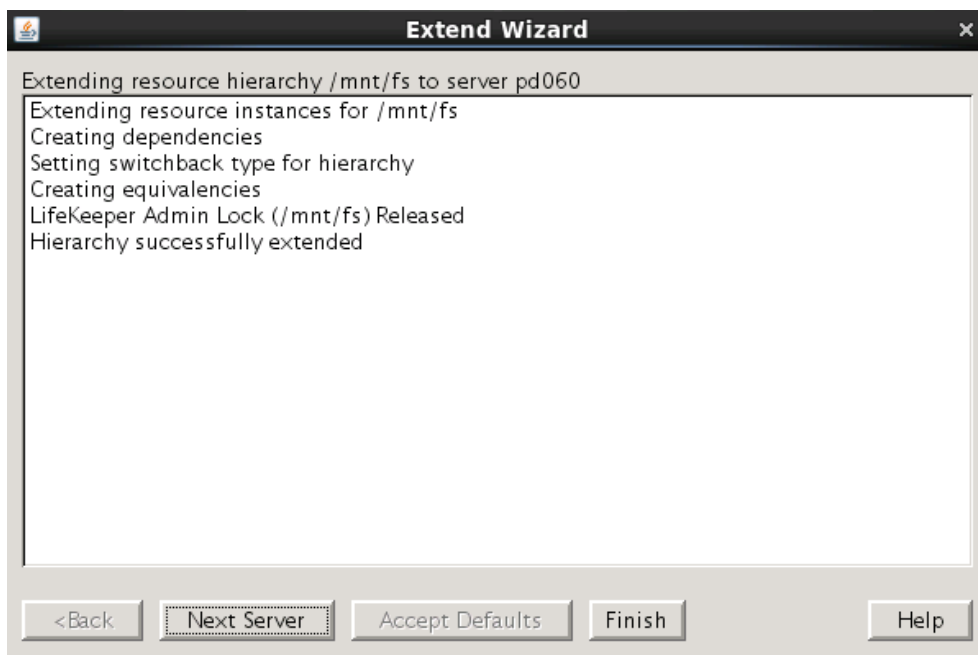 Extend Wizard
Extending resource hierarchy /mnt/fs to server pd060
Extending resource instances for /mnt/fs
Creating dependencies
Setting switchback type for hierarchy
Creating equivalencies
LifeKeeper Admin Lock (/mnt/fs) Released
Hierarchy successfully extended
<Back Next Server Accept Defaults Finish Help